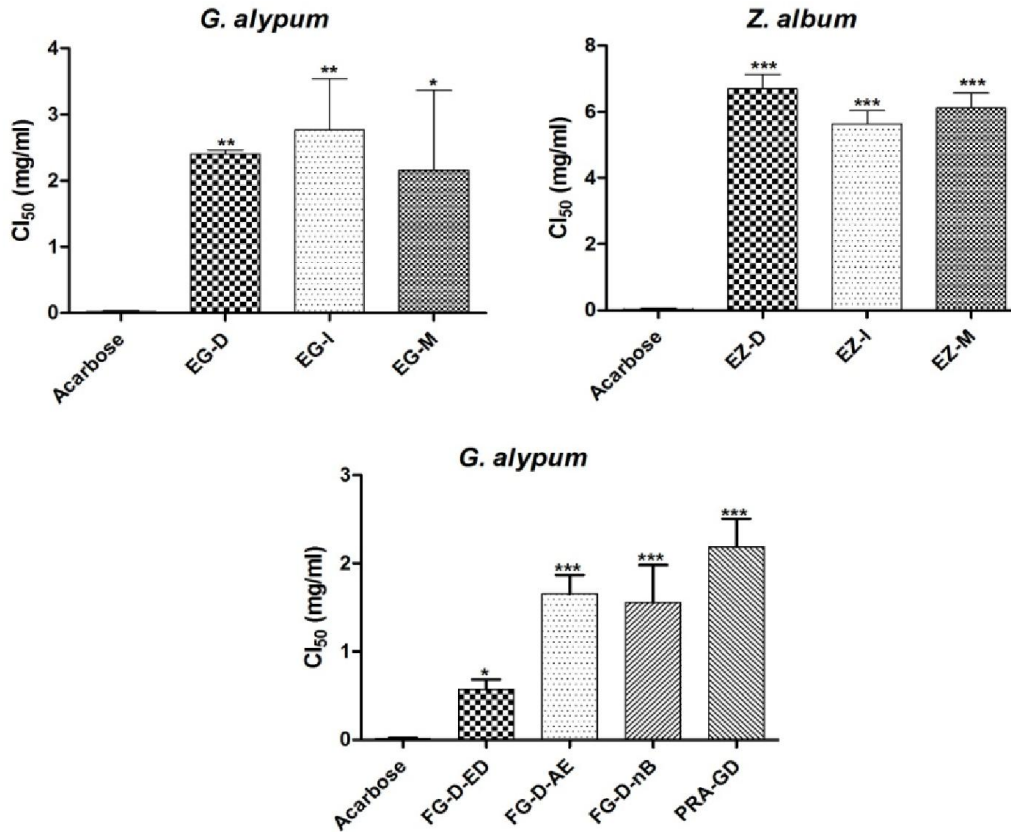 G. alypum
CI50 (mg/ml)
4
3
2
1
0
**
**
*
Acarbose
EG-D
EG-I
EG-M
Z. album
CI50 (mg/ml)
8
6
4
2
0
***
***
***
Acarbose
EZ-D
EZ-I
EZ-M
G. alypum
CI50 (mg/ml)
3
2
1
0
*
***
***
***
Acarbose
FG-D-ED
FG-D-AE
FG-D-nB
PRA-GD